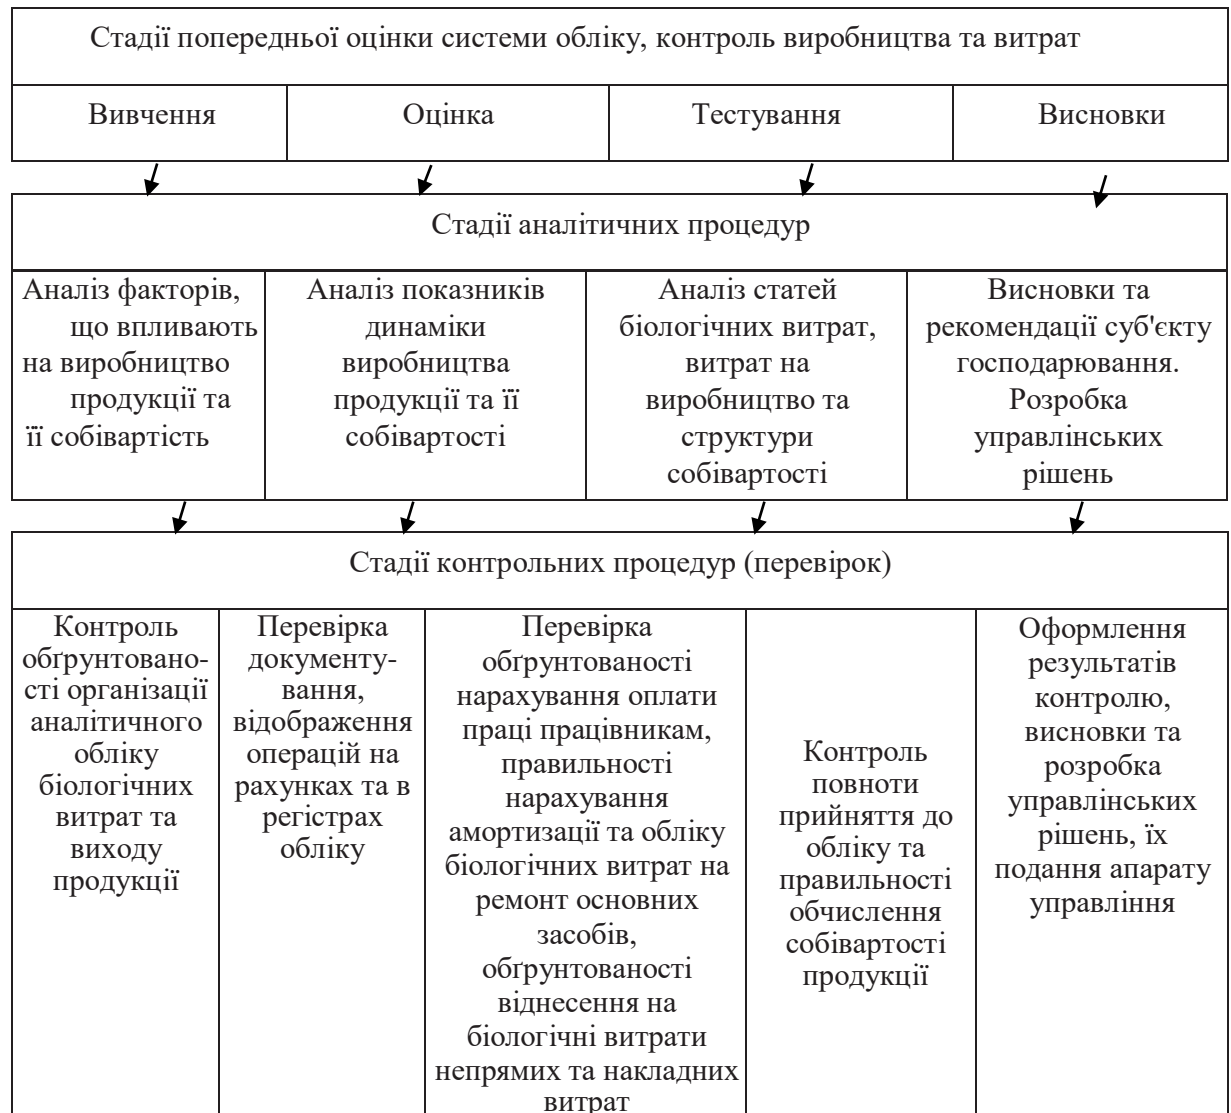 Стадії попередньої оцінки системи обліку, контроль виробництва та витрат
Вивчення
Оцінка
Тестування
Висновки
Стадії аналітичних процедур
Аналіз факторів,
що впливають
на виробництво
продукції та
її собівартість
Аналіз показників
динаміки
виробництва
продукції та її
собівартості
Аналіз статей
біологічних витрат,
витрат на
виробництво та
структури
собівартості
Висновки та
рекомендації суб'єкту
господарювання.
Розробка
управлінських
рішень
Стадії контрольних процедур (перевірок)
Контроль
обґрунтовано-
сті організації
аналітичного
обліку
біологічних
витрат та
виходу
продукції
Перевірка
документу-
вання,
відображення
операцій на
рахунках та в
регістрах
обліку
Перевірка
обґрунтованості
нарахування оплати
праці працівникам,
правильності
нарахування
амортизації та обліку
біологічних витрат на
ремонт основних
засобів,
обґрунтованості
віднесення на
біологічні витрати
непрямих та накладних
витрат
Контроль
повноти
прийняття до
обліку та
правильності
обчислення
собівартості
продукції
Оформлення
результатів
контролю,
висновки та
розробка
управлінських
рішень, їх
подання апарату
управління